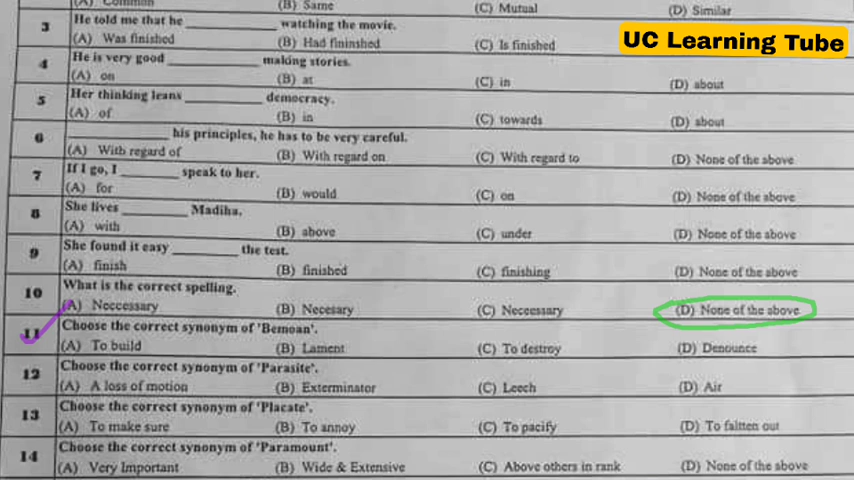 (A) Common (B) Same (C) Mutual (D) Similar
3 He told me that he __________ watching the movie.
(A) Was finished (B) Had fininshed (C) Is finished
UC Learning Tube
4 He is very good __________ making stories.
(A) on (B) at (C) in (D) about
5 Her thinking leans __________ democracy.
(A) of (B) in (C) towards (D) about
6 __________ his principles, he has to be very careful.
(A) With regard of (B) With regard on (C) With regard to (D) None of the above
7 If I go, I ________ speak to her.
(A) for (B) would (C) on (D) None of the above
8 She lives ________ Madiha.
(A) with (B) above (C) under (D) None of the above
9 She found it easy ________ the test.
(A) finish (B) finished (C) finishing (D) None of the above
10 What is the correct spelling.
(A) Neccessary (B) Necesary (C) Neceessary (D) None of the above
11 Choose the correct synonym of 'Bemoan'.
(A) To build (B) Lament (C) To destroy (D) Denounce
12 Choose the correct synonym of 'Parasite'.
(A) A loss of motion (B) Exterminator (C) Leech (D) Air
13 Choose the correct synonym of 'Placate'.
(A) To make sure (B) To annoy (C) To pacify (D) To faltten out
14 Choose the correct synonym of 'Paramount'.
(A) Very Important (B) Wide & Extensive (C) Above others in rank (D) None of the above